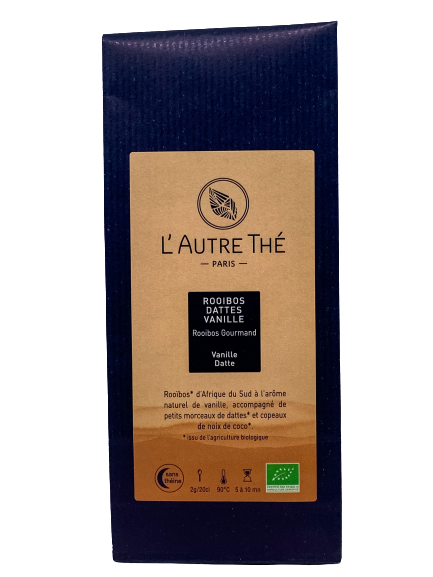 L'AUTRE THÉ
— PARIS —
ROOIBOS
DATTES
VANILLE
Rooibos Gourmand
Vanille
Datte
Rooïbos* d'Afrique du Sud à l'arôme
naturel de vanille, accompagné de
petits morceaux de dattes* et copeaux
de noix de coco*
* issu de l'agriculture biologique
sans
théine
2g/20cl
90°C
5 à 10 mn